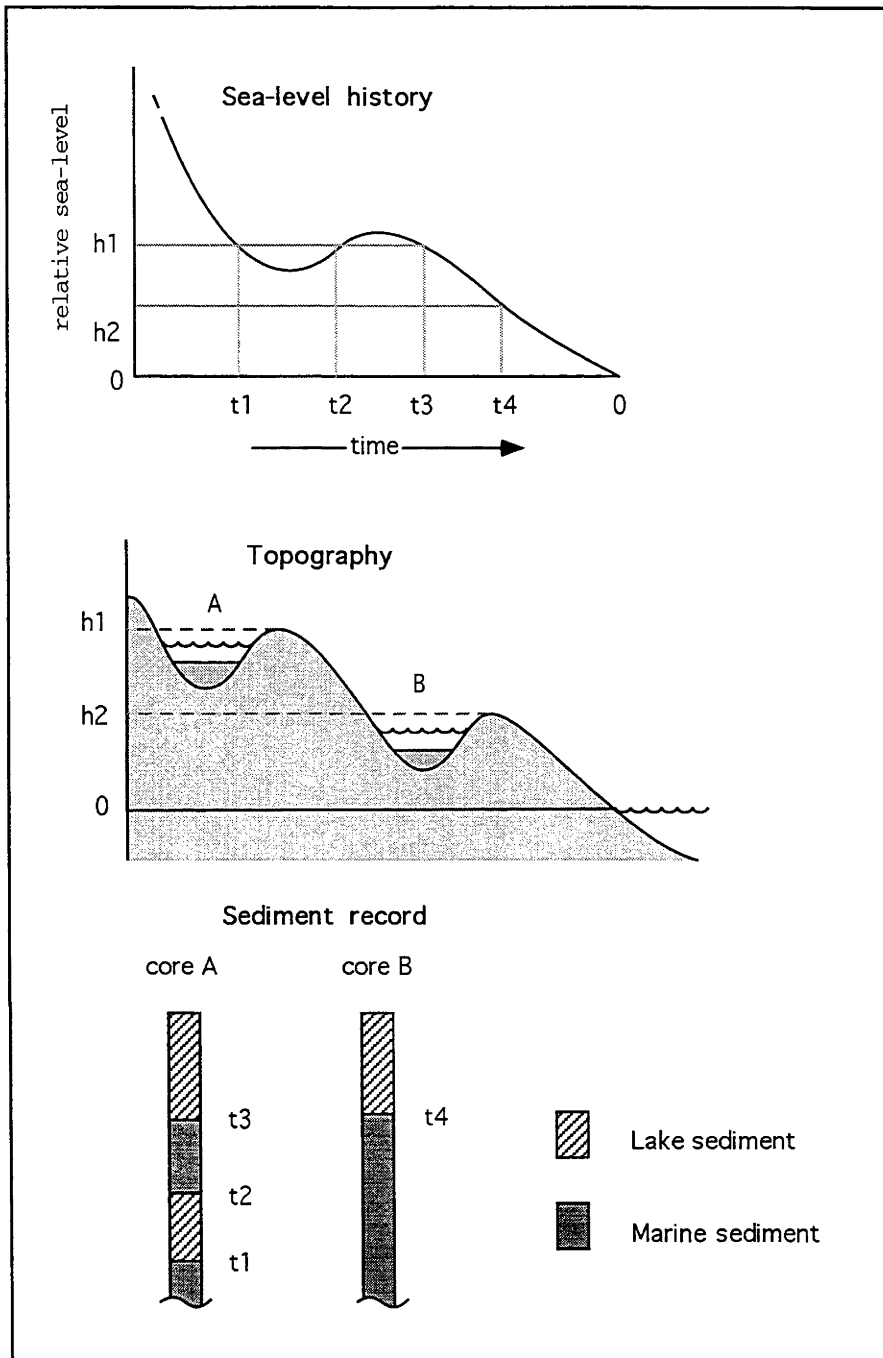 Sea-level history
relative sea-level
h1
h2
0
t1 t2 t3 t4 0
time
Topography
A
h1
B
h2
0
Sediment record
core A core B
t3 t4
t2
t1
Lake sediment
Marine sediment